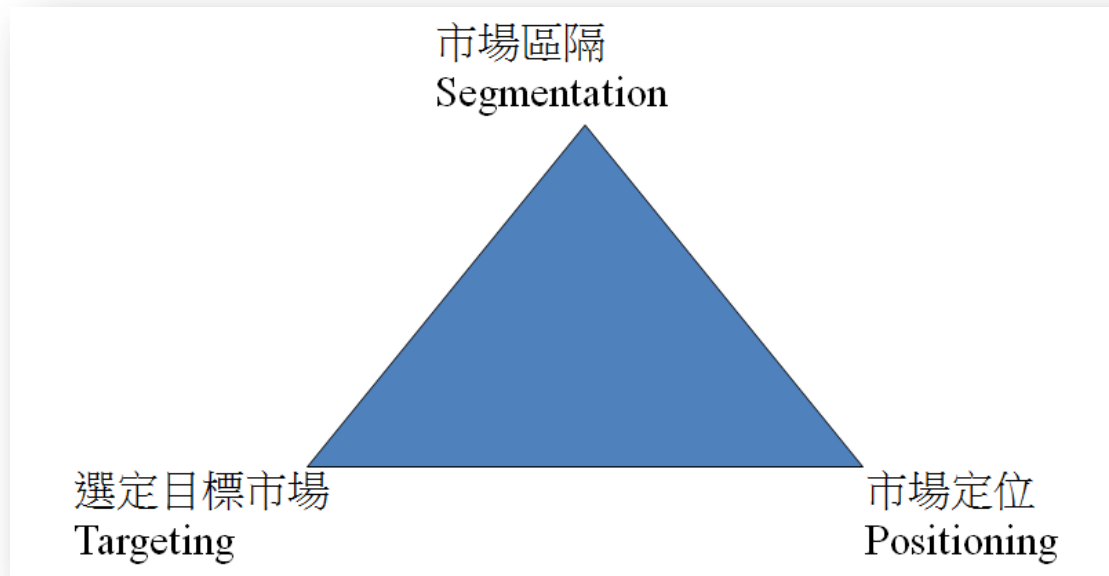 市場區隔
Segmentation
選定目標市場
Targeting
市場定位
Positioning